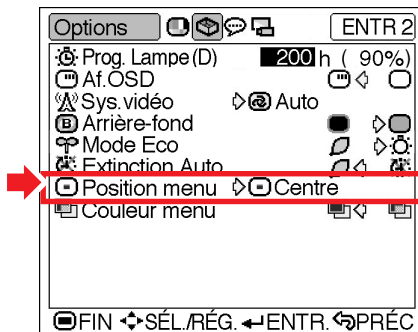 Options ENTR 2
Prog. Lampe(D) 200 h ( 90%)
Af.OSD
Sys.vidéo Auto
B Arrière-fond
Mode Eco
Extinction Auto
Position menu Centre
Couleur menu
FIN SÉL./RÉG. ENTR. PRÉC